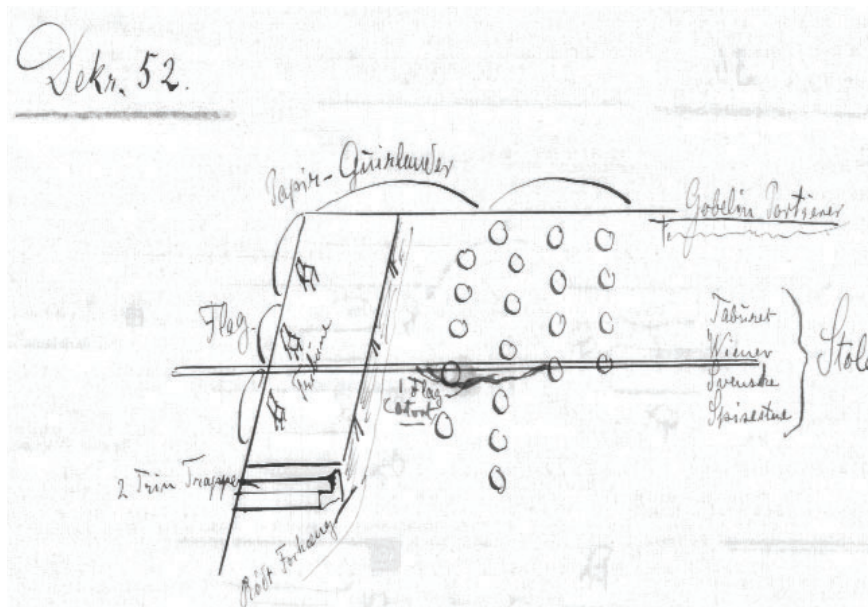 Dekr. 52.
Papir-Guirlander
Gobelin Portierer
Flag.
Taburet
Wiener
Svenske
Spisestue
Stole
1 Flag
stort
2 Trin Trappe
Rødt Forhæng